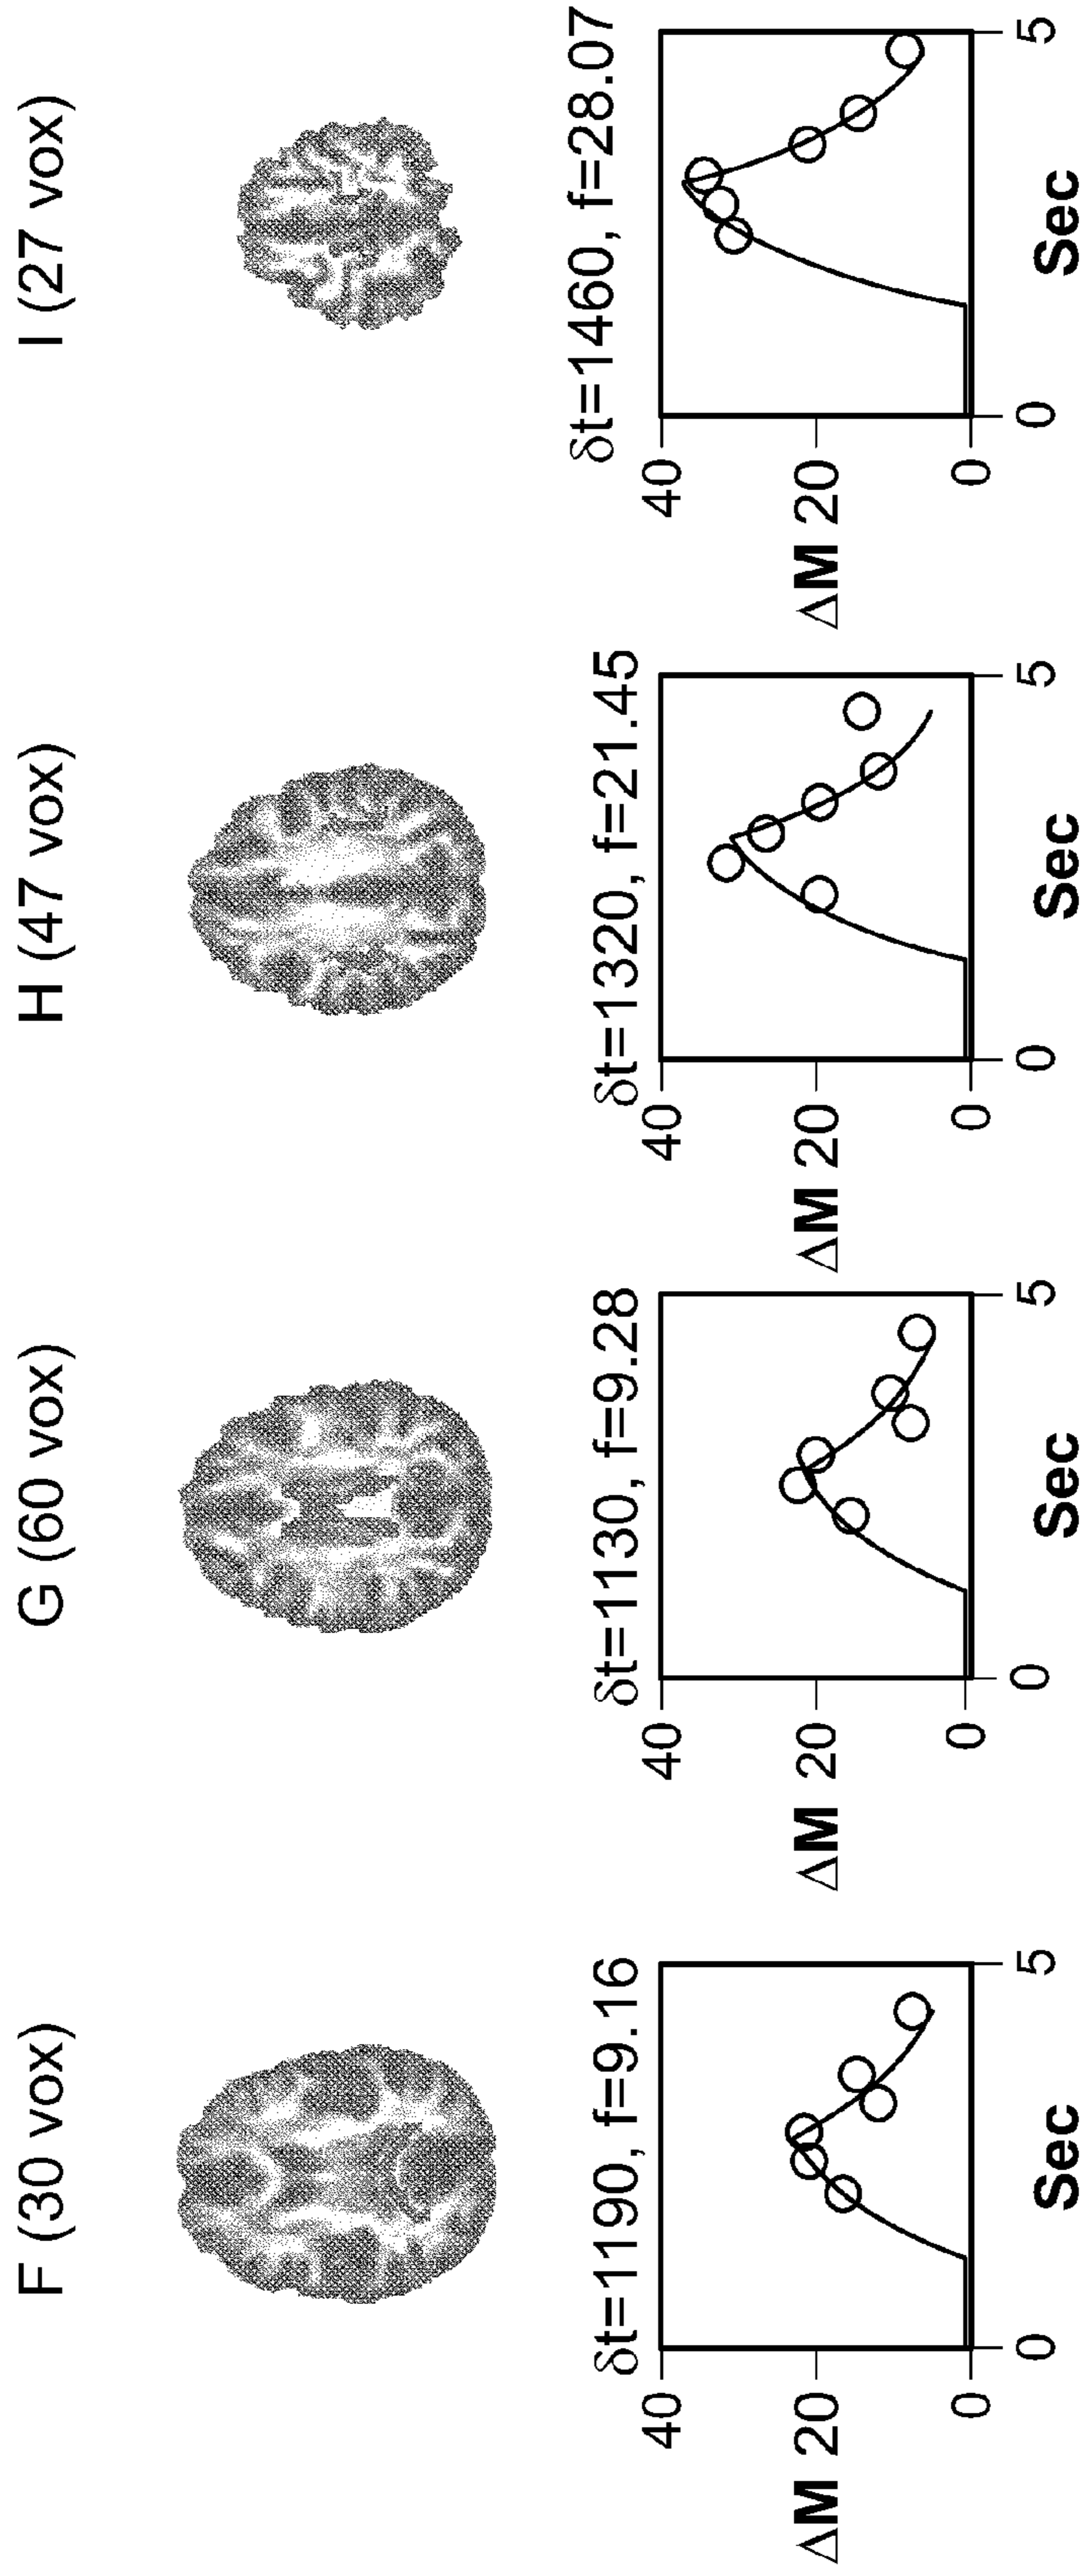 F (30 vox)
G (60 vox)
H (47 vox)
I (27 vox)
δt=1190, f=9.16
δt=1130, f=9.28
δt=1320, f=21.45
δt=1460, f=28.07
40
ΔM 20
0
0
5
Sec
40
ΔM 20
0
0
5
Sec
40
ΔM 20
0
0
5
Sec
40
ΔM 20
0
0
5
Sec